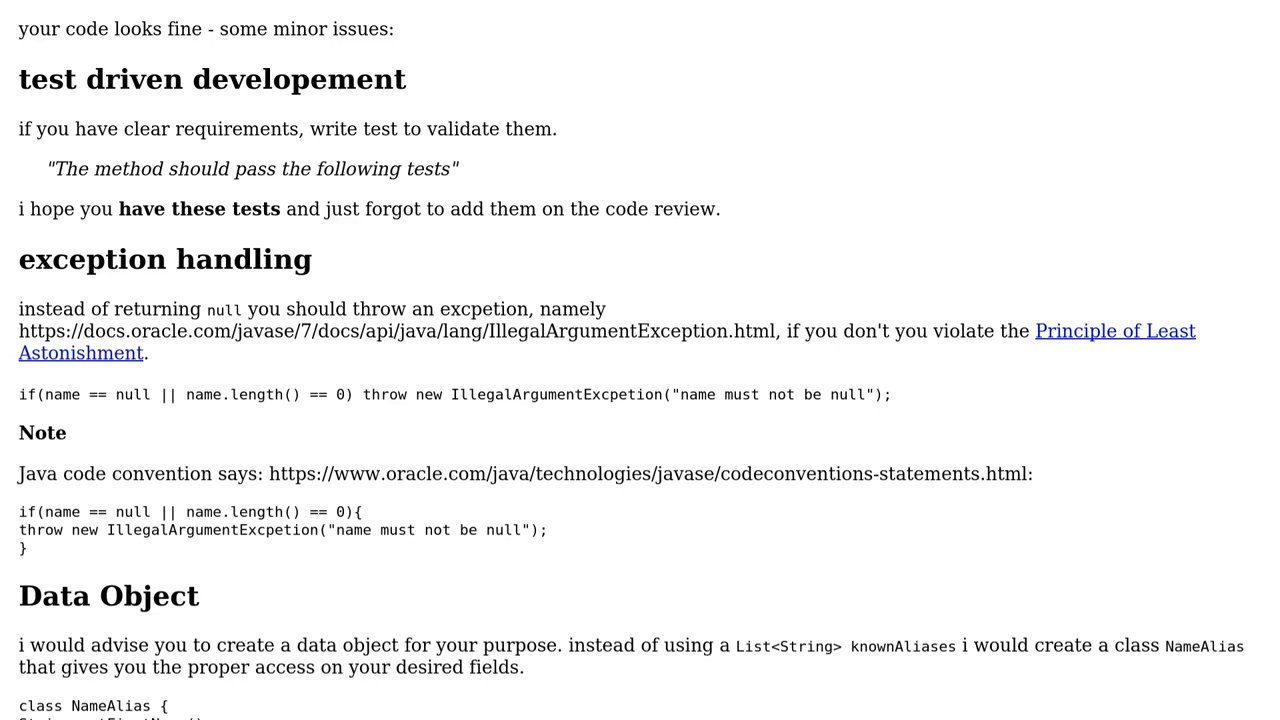 your code looks fine - some minor issues:
test driven developement
if you have clear requirements, write test to validate them.
"The method should pass the following tests"
i hope you have these tests and just forgot to add them on the code review.
exception handling
instead of returning null you should throw an excpetion, namely
https://docs.oracle.com/javase/7/docs/api/java/lang/IllegalArgumentException.html, if you don't you violate the Principle of Least
Astonishment.
if(name == null || name.length() == 0) throw new IllegalArgumentExcpetion("name must not be null");
Note
Java code convention says: https://www.oracle.com/java/technologies/javase/codeconventions-statements.html:
if(name == null || name.length() == 0){
throw new IllegalArgumentExcpetion("name must not be null");
}
Data Object
i would advise you to create a data object for your purpose. instead of using a List<String> knownAliases i would create a class NameAlias
that gives you the proper access on your desired fields.
class NameAlias {